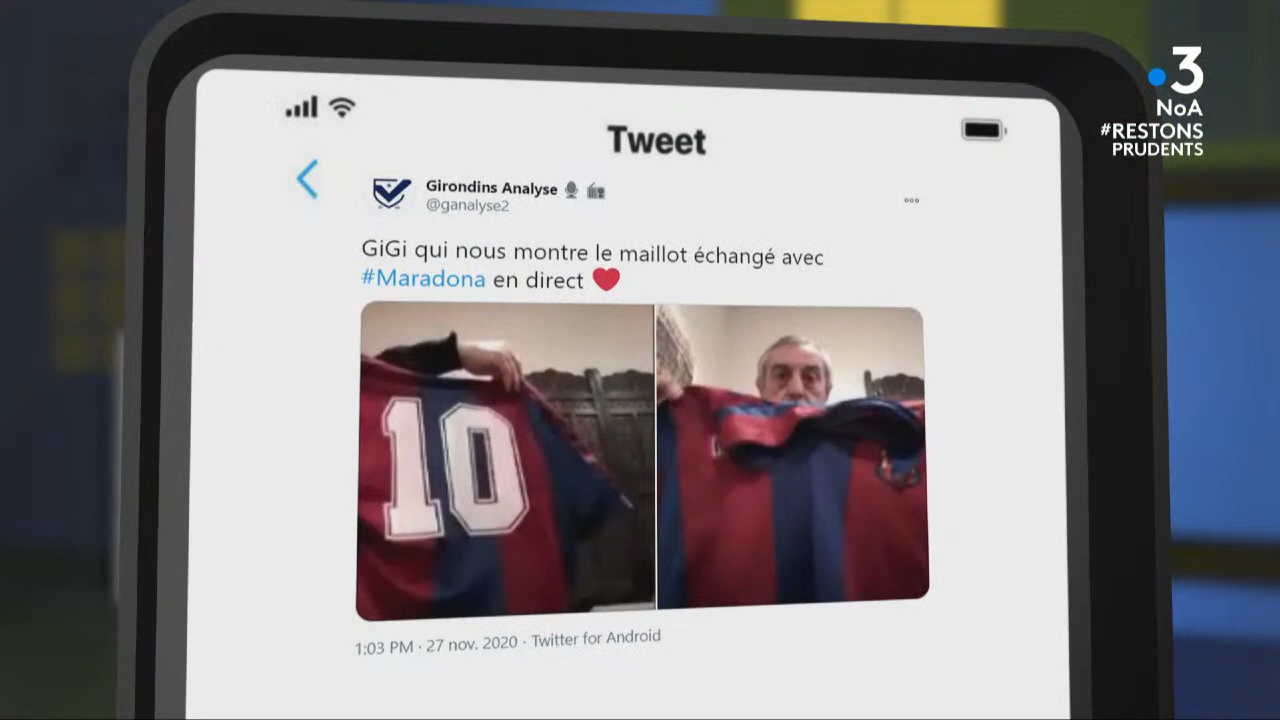 3
NoA
#RESTONS
PRUDENTS
Tweet
Girondins Analyse
@ganalyse2
GiGi qui nous montre le maillot échangé avec
#Maradona en direct ❤️
10
1:03 PM · 27 nov. 2020 · Twitter for Android